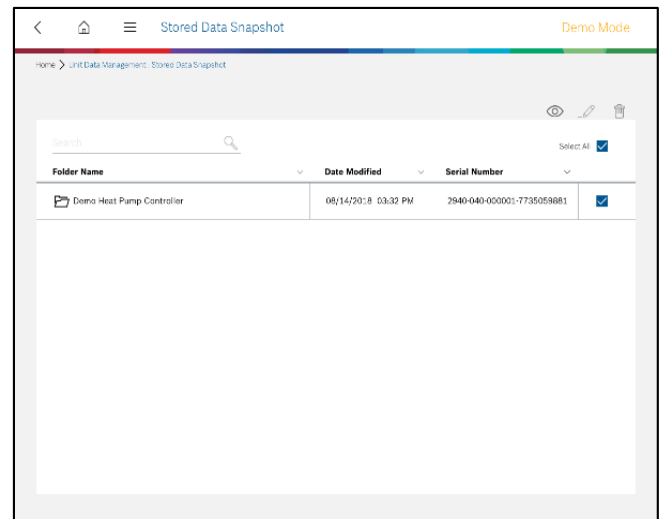 Stored Data Snapshot
Demo Mode
Home > Unit Data Management : Stored Data Snapshot
Search
Select All
Folder Name Date Modified Serial Number
Demo Heat Pump Controller 08/14/2018 03:32 PM 2940-040-000001-7735059881